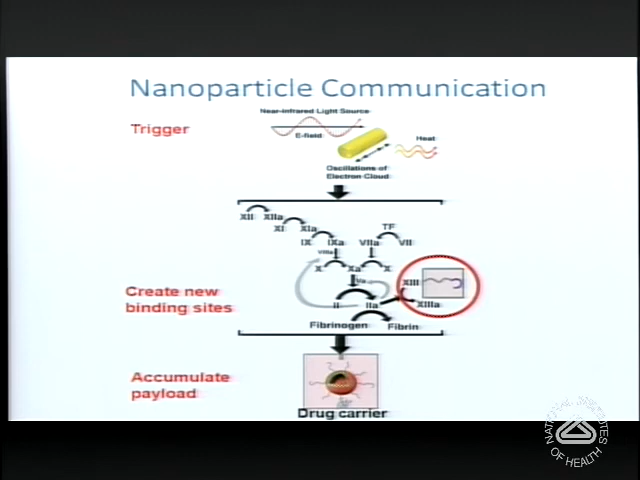 Nanoparticle Communication
Near-infrared Light Source
Trigger
E-field
Heat
Oscillations of
Electron Cloud
XII XIIa
TF
XI XIa
IX IXa VIIa VII
VIIIa
X Xa X
Va
XIII
Create new
binding sites
II IIa
XIIIa
Fibrinogen Fibrin
Accumulate
payload
Drug carrier
NATIONAL INSTITUTES
OF HEALTH